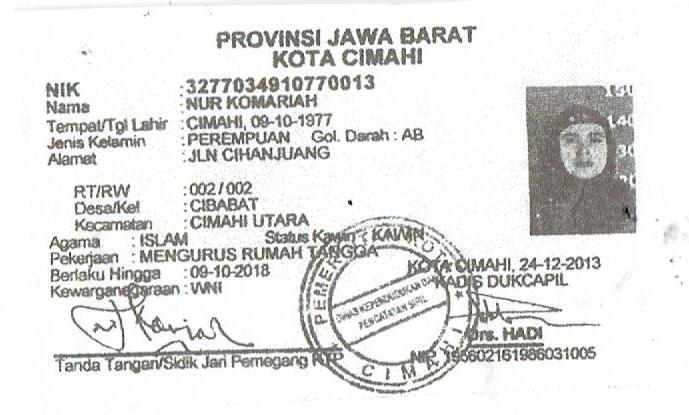 PROVINSI JAWA BARAT
KOTA CIMAHI
NIK :3277034910770013
Nama :NUR KOMARIAH
Tempat/Tgl Lahir :CIMAHI, 09-10-1977
Jenis Kelamin :PEREMPUAN Gol. Darah : AB
Alamat :JLN CIHANJUANG
RT/RW :002/002
Desa/Kel :CIBABAT
Kecamatan :CIMAHI UTARA
Agama :ISLAM Status Kawin : KAWIN
Pekerjaan :MENGURUS RUMAH TANGGA
Berlaku Hingga :09-10-2018
Kewarganegaraan :WNI
KOTA CIMAHI, 24-12-2013
KADIS DUKCAPIL
DINAS KEPENDUDUKAN DAN
PENCATATAN SIPIL
CIMAHI
Drs. HADI
NIP. 195602161986031005
Tanda Tangan/Sidik Jari Pemegang KTP